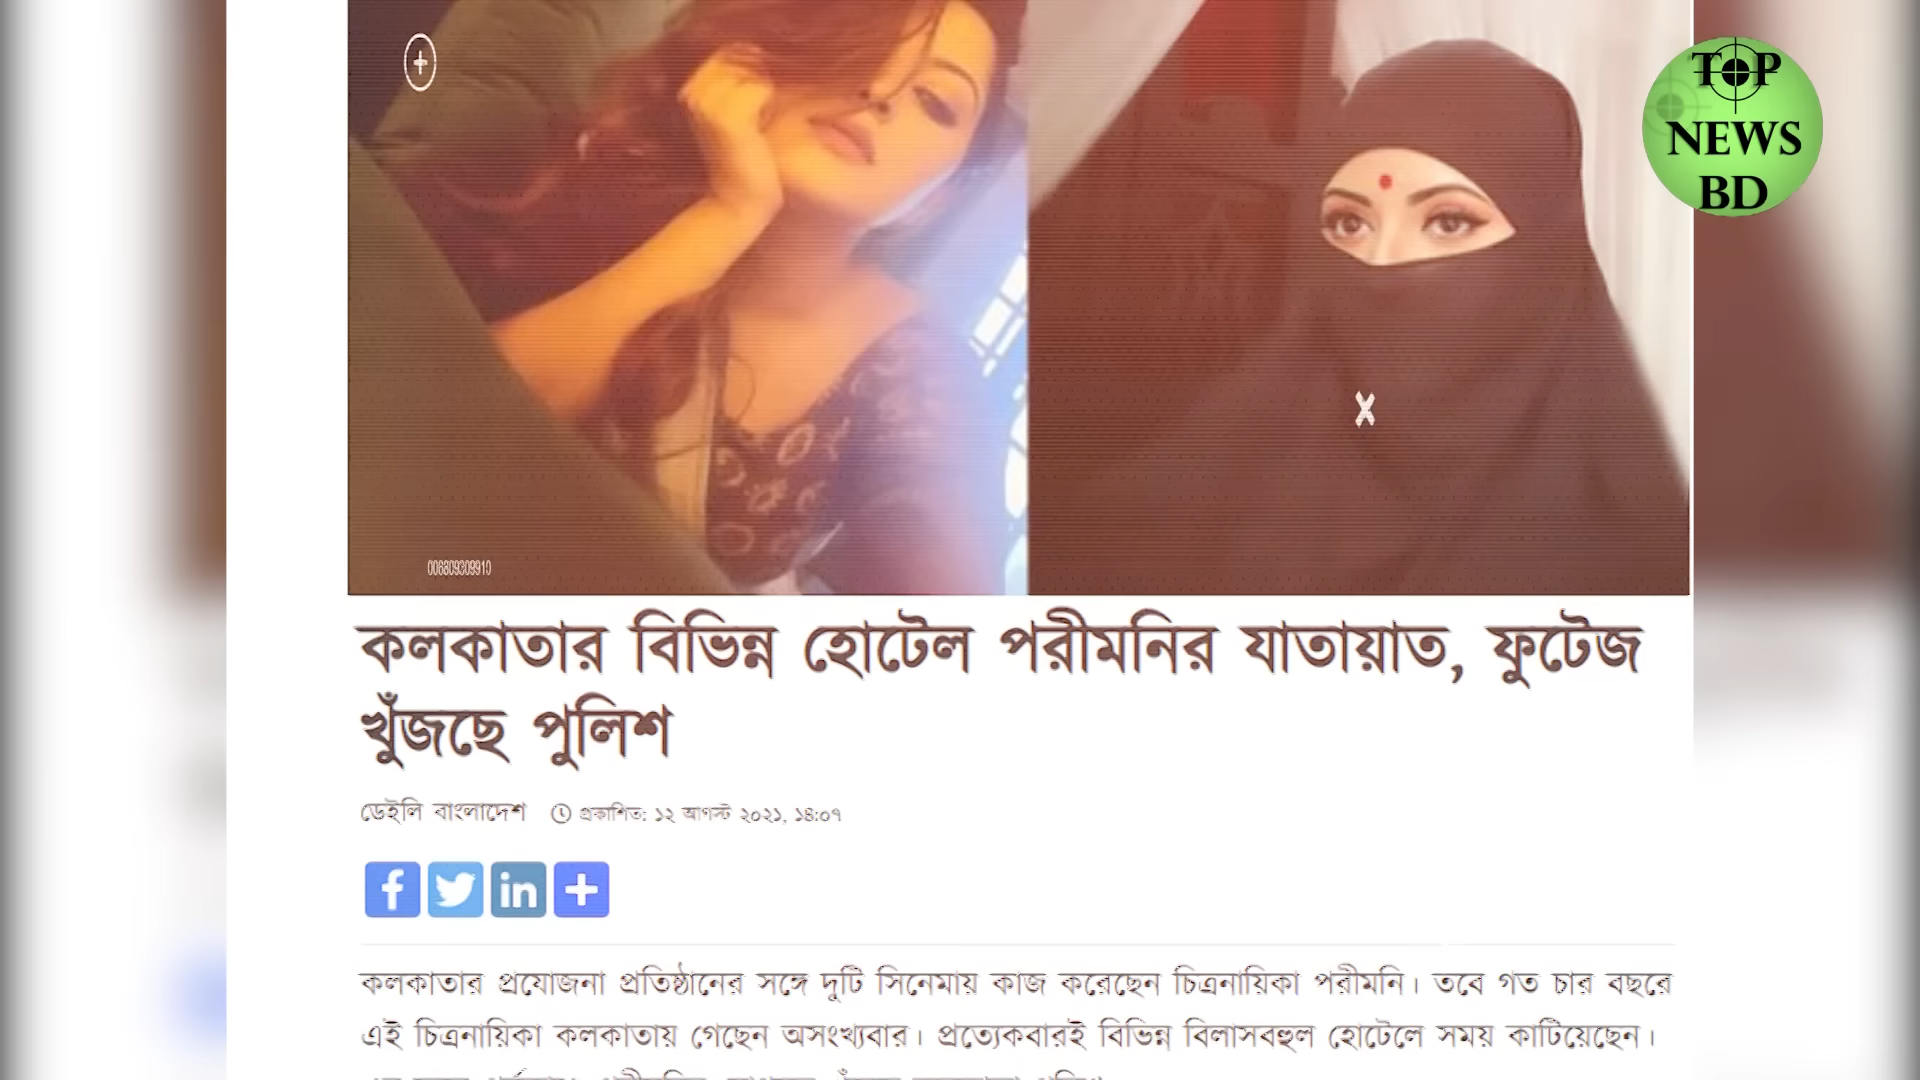 TOP
NEWS
BD
006809309910
কলকাতার বিভিন্ন হোটেল পরীমনির যাতায়াত, ফুটেজ
খুঁজছে পুলিশ
ডেইলি বাংলাদেশ প্রকাশিত: ১২ আগস্ট ২০২১, ১৪:০৭
কলকাতার প্রযোজনা প্রতিষ্ঠানের সঙ্গে দুটি সিনেমায় কাজ করেছেন চিত্রনায়িকা পরীমনি। তবে গত চার বছরে
এই চিত্রনায়িকা কলকাতায় গেছেন অসংখ্যবার। প্রত্যেকবারই বিভিন্ন বিলাসবহুল হোটেলে সময় কাটিয়েছেন।